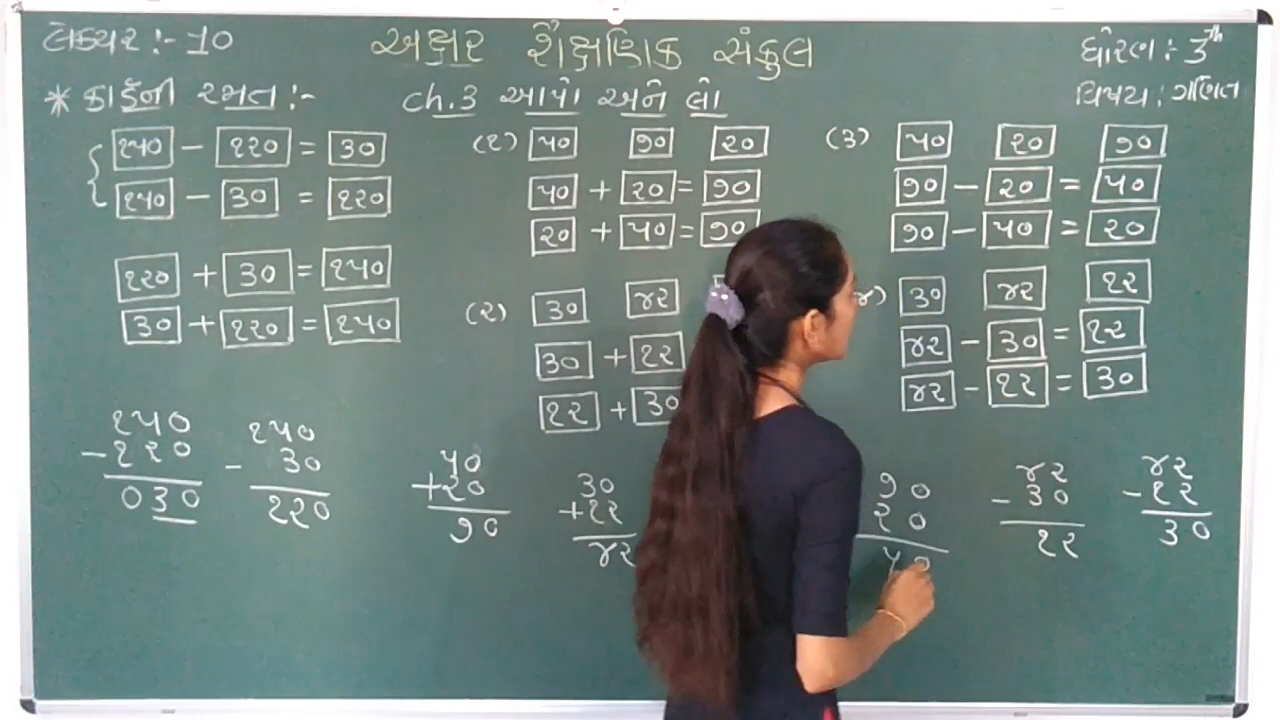 લેક્ચર :- 10
અક્ષર શૈક્ષણિક સંકુલ
ધોરણ : 3th
* કાર્ડની રમત :-
ch.3 આપો અને લો
વિષય : ગણિત
૧૫૦ - ૧૨૦ = ૩૦
૧૫૦ - ૩૦ = ૧૨૦
૧૨૦ + ૩૦ = ૧૫૦
૩૦ + ૧૨૦ = ૧૫૦
(૧) ૫૦ ૭૦ ૨૦
૫૦ + ૨૦ = ૭૦
૨૦ + ૫૦ = ૭૦
(૨) ૩૦ ૪૨
૩૦ + ૧૨
૧૨ + ૩૦
(૩) ૫૦ ૨૦ ૭૦
૭૦ - ૨૦ = ૫૦
૭૦ - ૫૦ = ૨૦
૪) ૩૦ ૪૨ ૧૨
૪૨ - ૩૦ = ૧૨
૪૨ - ૧૨ = ૩૦
૧૫૦
- ૧૨૦
૦૩૦
૧૫૦
- ૩૦
૧૨૦
૫૦
+ ૨૦
૭૦
૩૦
+ ૧૨
૪૨
૭૦
૨૦
૫૦
૪૨
- ૩૦
૧૨
૪૨
- ૧૨
૩૦